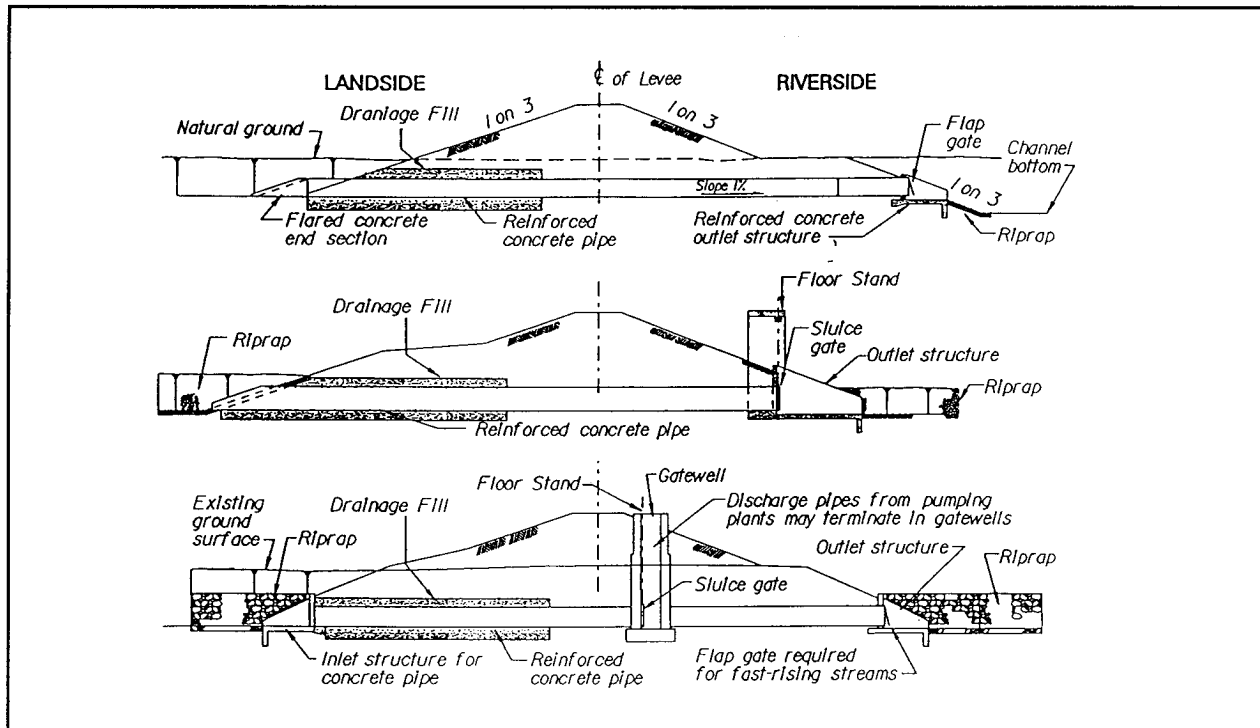 LANDSIDE
℄ of Levee
RIVERSIDE
1 on 3
1 on 3
Draniage Fill
Natural ground
Flap
gate
Channel
bottom
Slope 1%
1 on 3
Flared concrete
end section
Reinforced
concrete pipe
Reinforced concrete
outlet structure
Riprap
Floor Stand
Drainage Fill
Sluice
gate
Riprap
Outlet structure
Riprap
Reinforced concrete pipe
Gatewell
Floor Stand
Existing
ground
surface
Drainage Fill
Discharge pipes from pumping
plants may terminate in gatewells
Riprap
Outlet structure
Riprap
Sluice gate
Inlet structure for
concrete pipe
Reinforced
concrete pipe
Flap gate required
for fast-rising streams